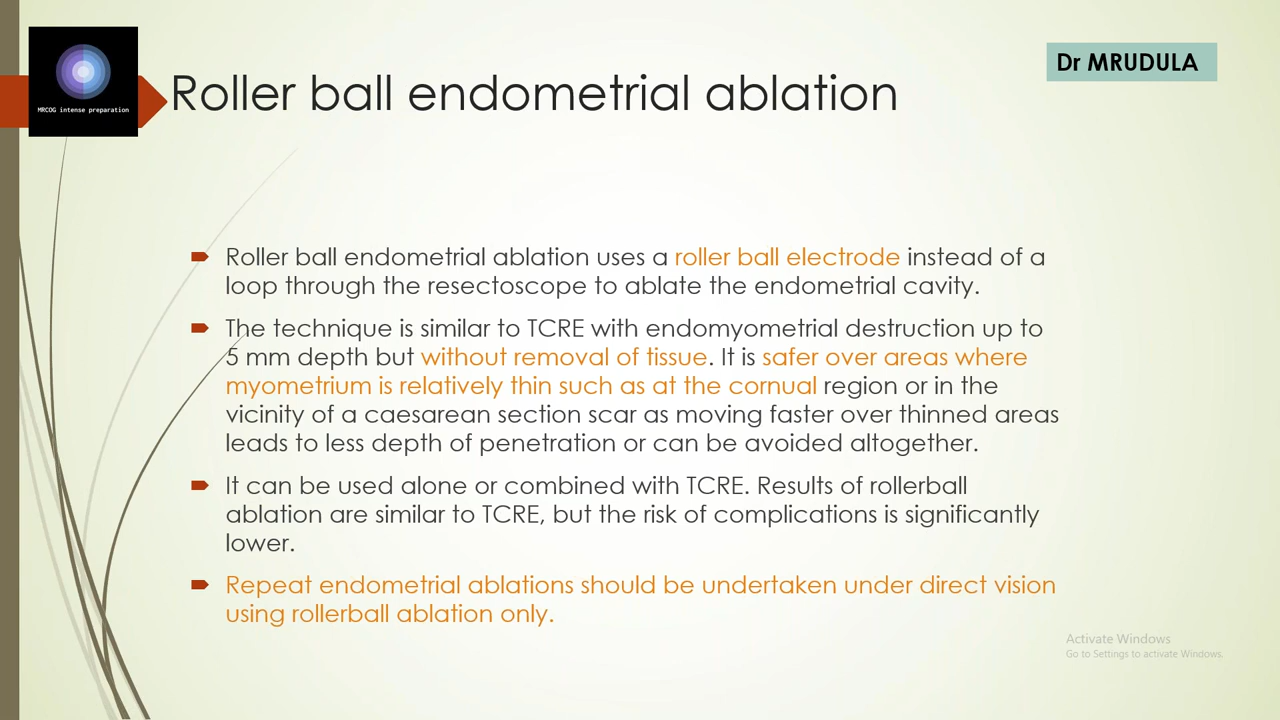 MRCOG intense preparation
Dr MRUDULA
Roller ball endometrial ablation
Roller ball endometrial ablation uses a roller ball electrode instead of a
loop through the resectoscope to ablate the endometrial cavity.
The technique is similar to TCRE with endomyometrial destruction up to
5 mm depth but without removal of tissue. It is safer over areas where
myometrium is relatively thin such as at the cornual region or in the
vicinity of a caesarean section scar as moving faster over thinned areas
leads to less depth of penetration or can be avoided altogether.
It can be used alone or combined with TCRE. Results of rollerball
ablation are similar to TCRE, but the risk of complications is significantly
lower.
Repeat endometrial ablations should be undertaken under direct vision
using rollerball ablation only.
Activate Windows
Go to Settings to activate Windows.